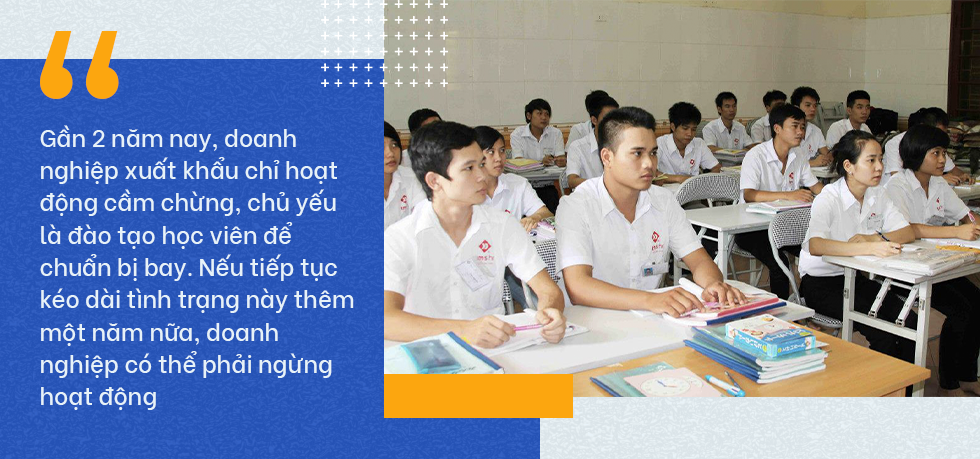 Gần 2 năm nay, doanh
nghiệp xuất khẩu chỉ hoạt
động cầm chừng, chủ yếu
là đào tạo học viên để
chuẩn bị bay. Nếu tiếp tục
kéo dài tình trạng này thêm
một năm nữa, doanh
nghiệp có thể phải ngừng
hoạt động